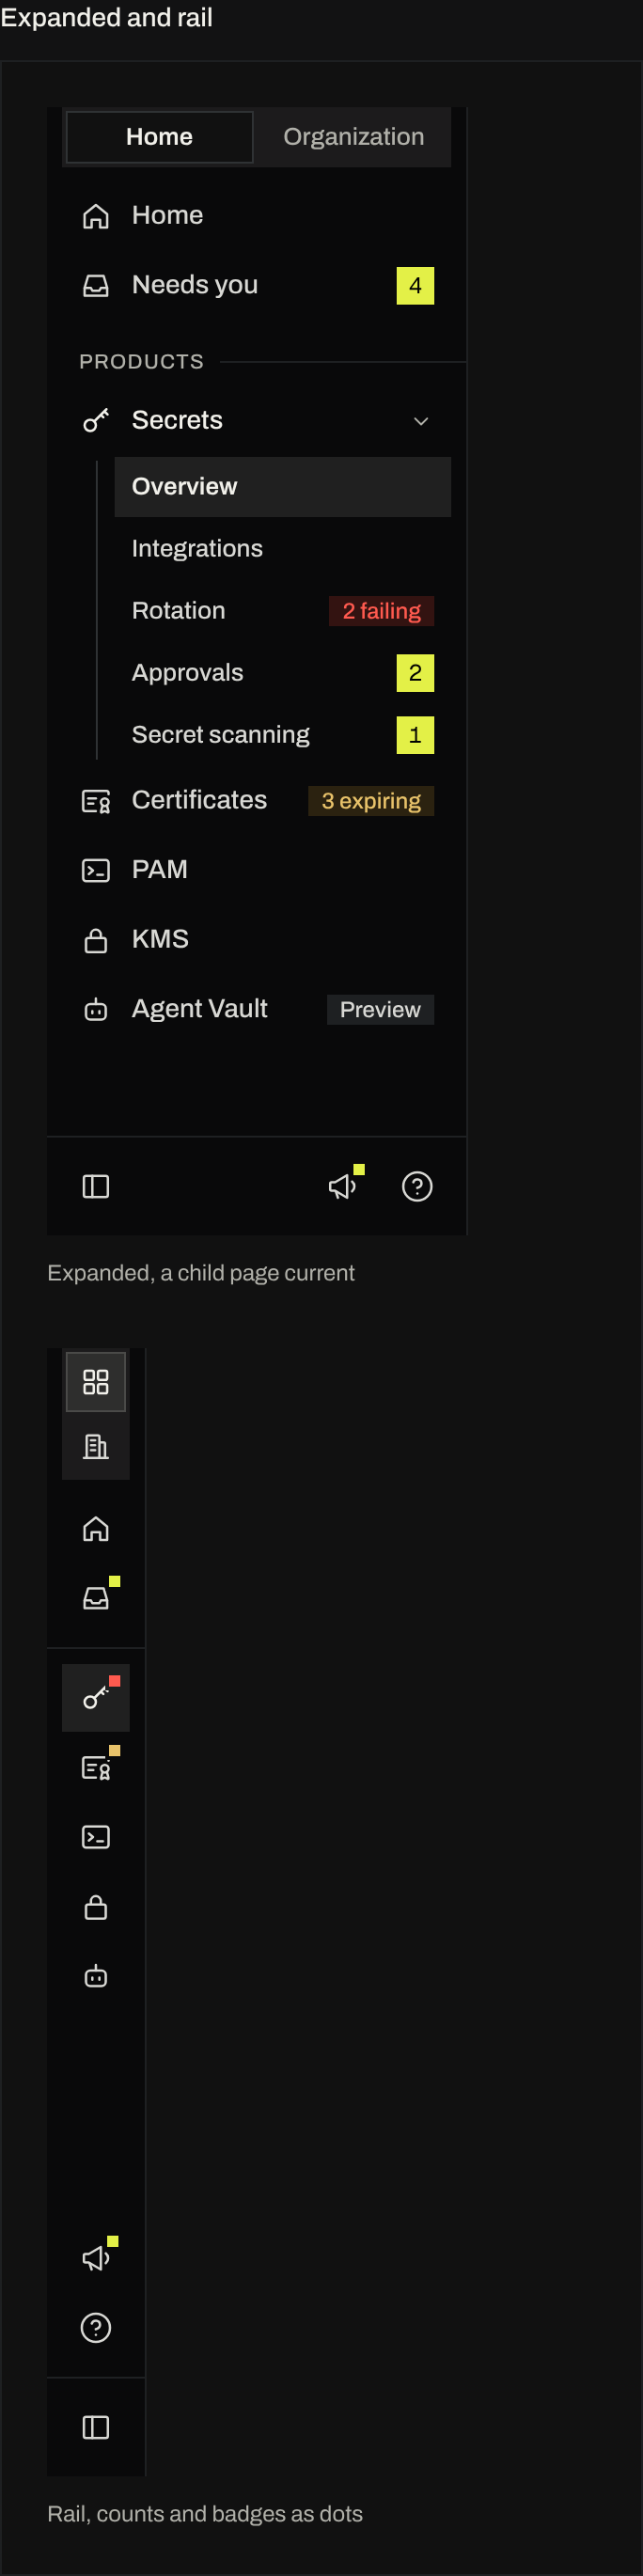 Expanded and rail
Home Organization
Home
Needs you 4
PRODUCTS
Secrets
Overview
Integrations
Rotation 2 failing
Approvals 2
Secret scanning 1
Certificates 3 expiring
PAM
KMS
Agent Vault Preview
Expanded, a child page current
Rail, counts and badges as dots